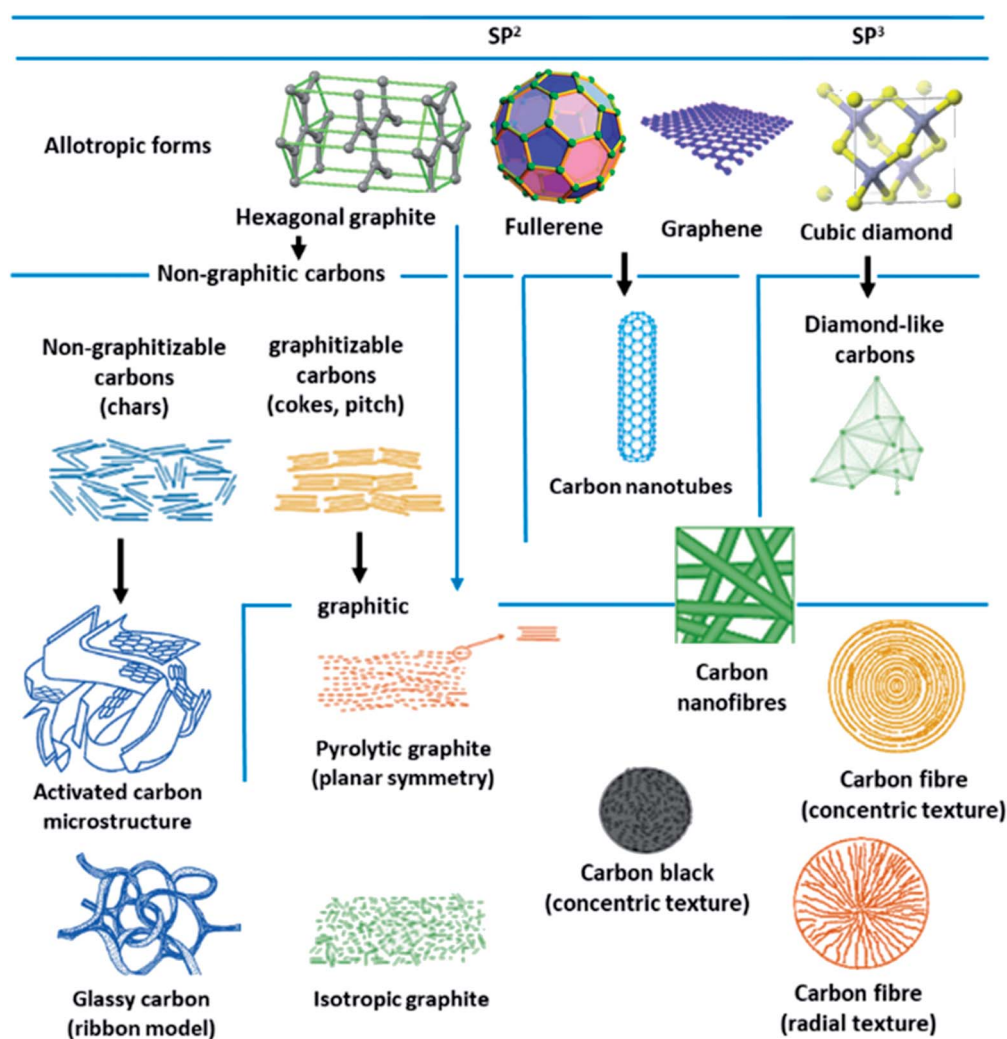 SP²
SP³
Allotropic forms
Hexagonal graphite
Fullerene
Graphene
Cubic diamond
Non-graphitic carbons
Non-graphitizable
carbons
(chars)
graphitizable
carbons
(cokes, pitch)
Carbon nanotubes
Diamond-like
carbons
graphitic
Activated carbon
microstructure
Pyrolytic graphite
(planar symmetry)
Carbon
nanofibres
Carbon fibre
(concentric texture)
Carbon black
(concentric texture)
Glassy carbon
(ribbon model)
Isotropic graphite
Carbon fibre
(radial texture)